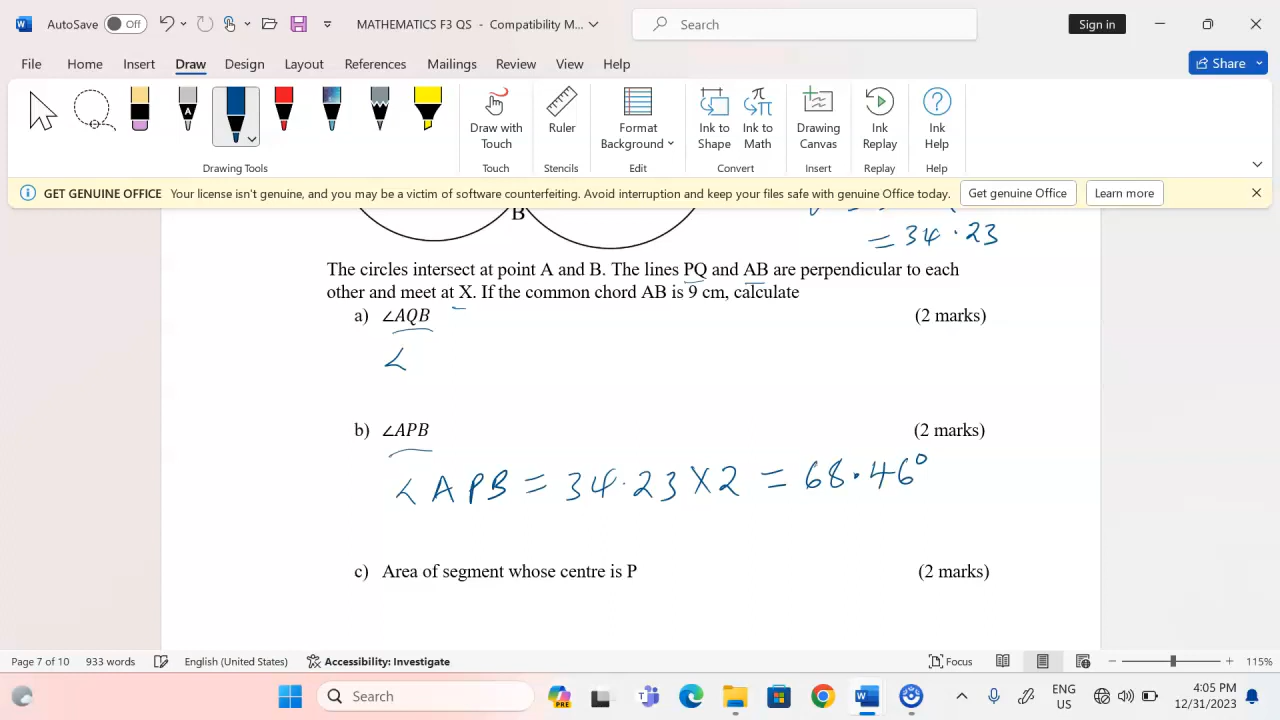 AutoSave Off MATHEMATICS F3 QS - Compatibility M... Search Sign in
File Home Insert Draw Design Layout References Mailings Review View Help Share
Draw with Touch Ruler Format Background Ink to Shape Ink to Math Drawing Canvas Ink Replay Ink Help
Drawing Tools Touch Stencils Edit Convert Insert Replay Help
GET GENUINE OFFICE Your license isn't genuine, and you may be a victim of software counterfeiting. Avoid interruption and keep your files safe with genuine Office today. Get genuine Office Learn more
B
= 34.23
The circles intersect at point A and B. The lines PQ and AB are perpendicular to each
other and meet at X. If the common chord AB is 9 cm, calculate
a) ∠AQB (2 marks)
∠
b) ∠APB (2 marks)
∠APB = 34.23 X 2 = 68.46°
c) Area of segment whose centre is P (2 marks)
Page 7 of 10 933 words English (United States) Accessibility: Investigate Focus 115%
Search PRE ENG US 4:05 PM 12/31/2023